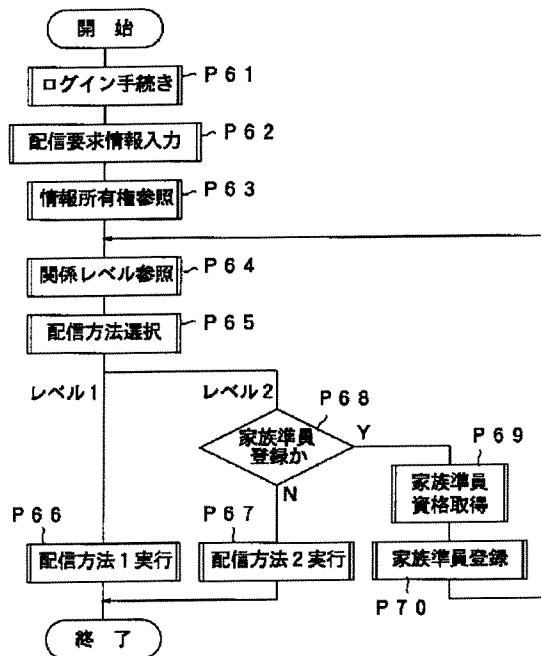 開 始
ログイン手続き P61
配信要求情報入力 P62
情報所有権参照 P63
関係レベル参照 P64
配信方法選択 P65
レベル1 レベル2
P68
家族準員
登録か
Y
N
P69
家族準員
資格取得
P66
配信方法1実行
P67
配信方法2実行
家族準員登録
P70
終 了